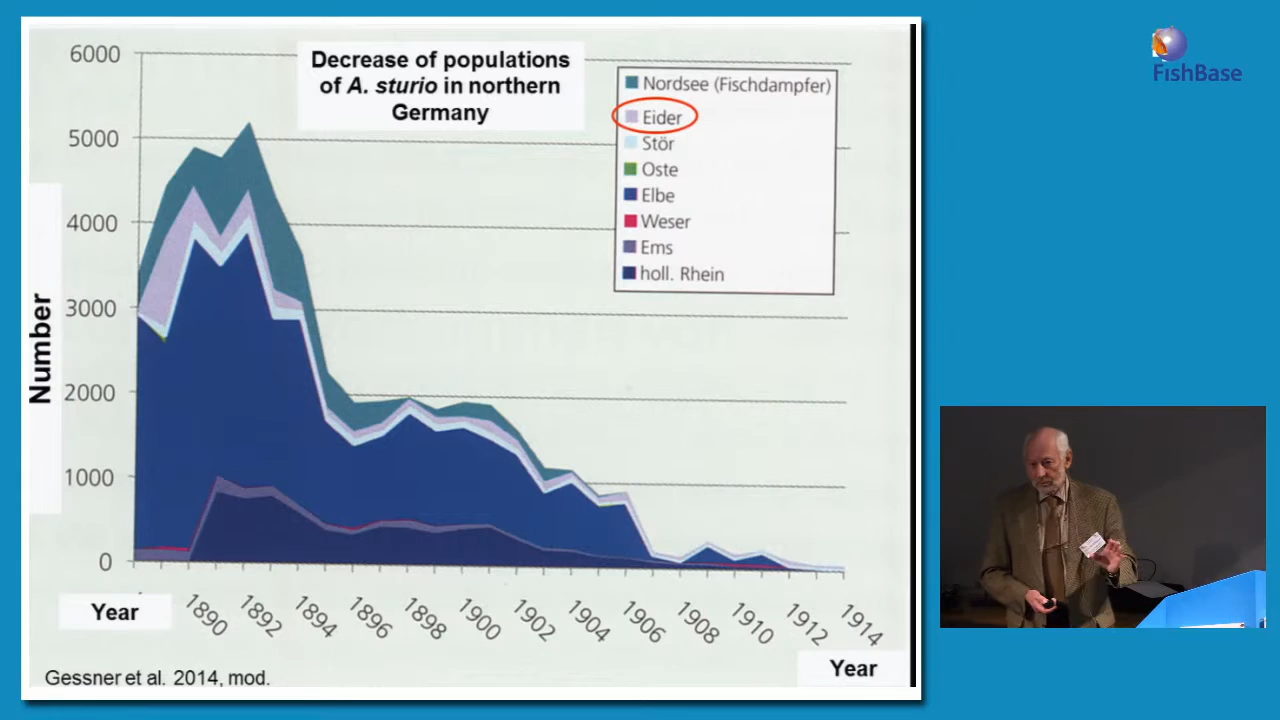 6000
5000
4000
3000
2000
1000
0
Number
Decrease of populations
of A. sturio in northern
Germany
Nordsee (Fischdampfer)
Eider
Stör
Oste
Elbe
Weser
Ems
holl. Rhein
1890
1892
1894
1896
1898
1900
1902
1904
1906
1908
1910
1912
1914
Year
Year
Gessner et al. 2014, mod.
FishBase